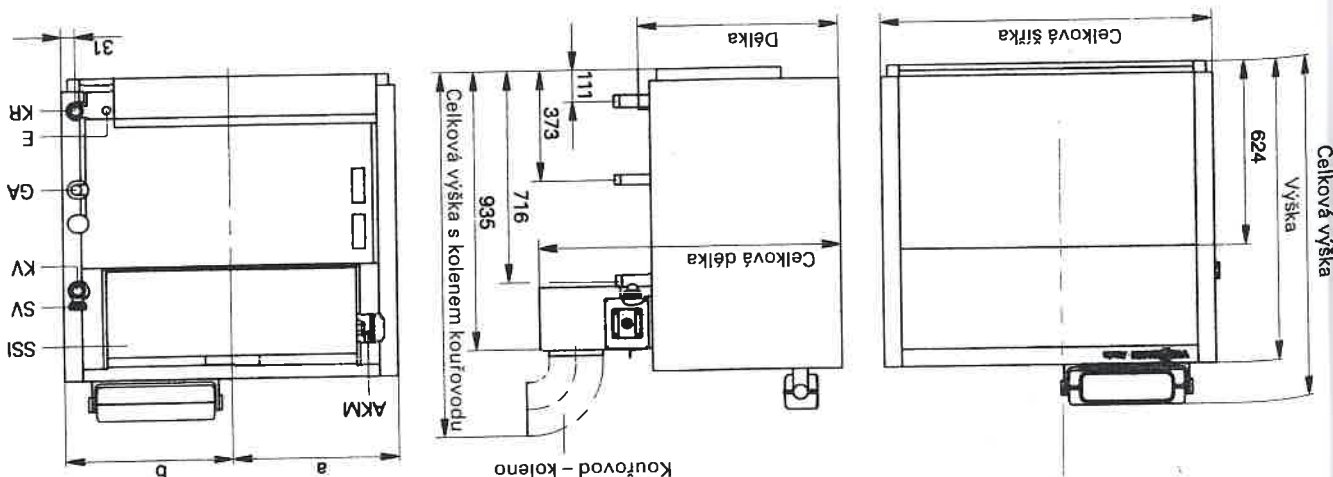 Kouřovod – koleno
a
b
AKM
SSI
SV
KV
GA
E
KR
31
Celková výška s kolenem kouřovodu
935
716
373
111
Celková délka
Délka
Celková výška
Výška
624
Celková šířka